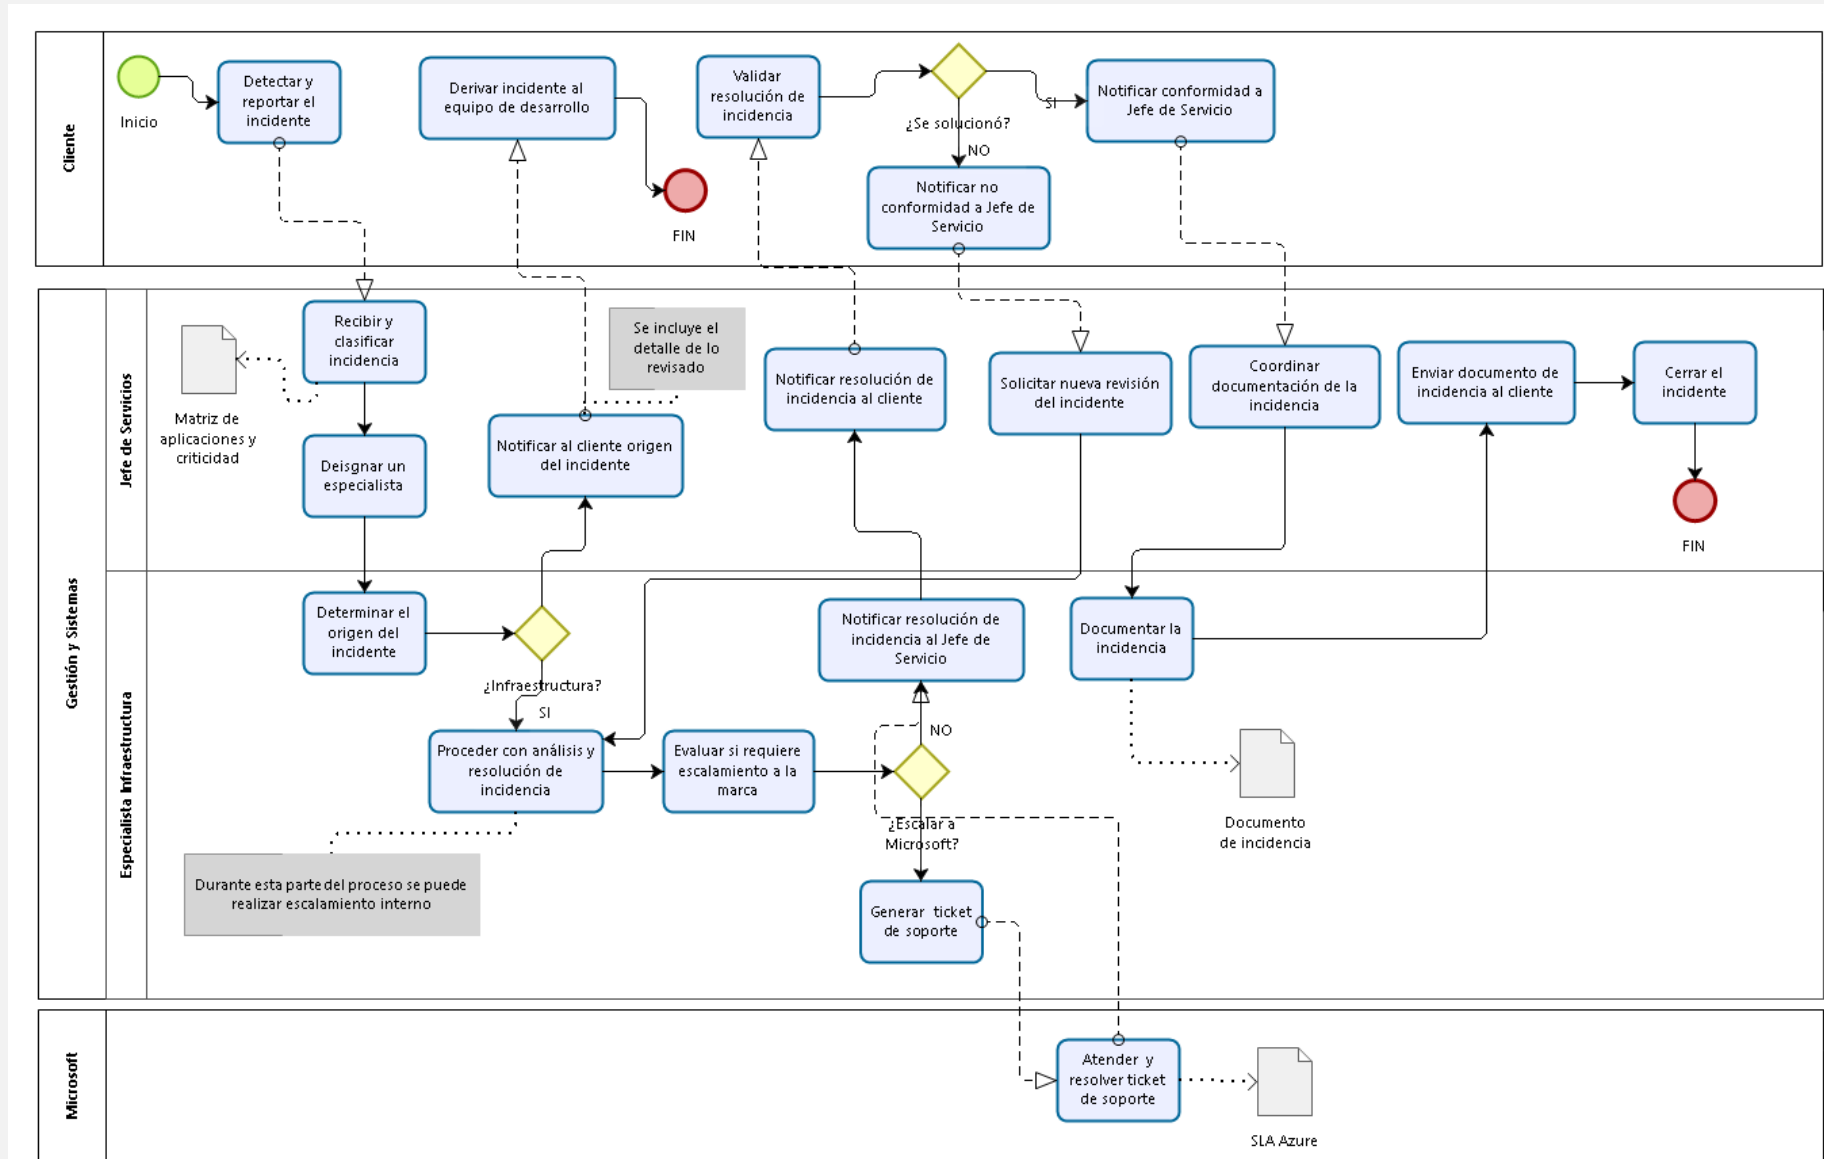 Cliente
Inicio
Detectar y
reportar el
incidente
Derivar incidente al
equipo de desarrollo
FIN
Validar
resolución de
incidencia
¿Se solucionó?
SI
NO
Notificar conformidad a
Jefe de Servicio
Notificar no
conformidad a Jefe de
Servicio
Gestión y Sistemas
Jefe de Servicios
Matriz de
aplicaciones y
criticidad
Recibir y
clasificar
incidencia
Deisgnar un
especialista
Se incluye el
detalle de lo
revisado
Notificar al cliente origen
del incidente
Notificar resolución de
incidencia al cliente
Solicitar nueva revisión
del incidente
Coordinar
documentación de la
incidencia
Enviar documento de
incidencia al cliente
Cerrar el
incidente
FIN
Especialista Infraestructura
Determinar el
origen del
incidente
¿Infraestructura?
SI
Proceder con análisis y
resolución de
incidencia
Evaluar si requiere
escalamiento a la
marca
Notificar resolución de
incidencia al Jefe de
Servicio
NO
¿Escalar a
Microsoft?
Generar ticket
de soporte
Documentar la
incidencia
Documento
de incidencia
Durante esta parte del proceso se puede
realizar escalamiento interno
Microsoft
Atender y
resolver ticket
de soporte
SLA Azure